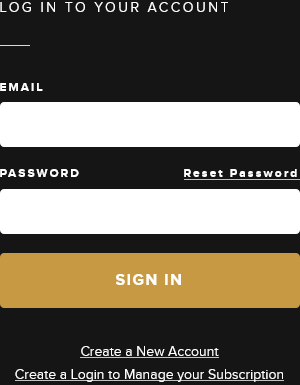 LOG IN TO YOUR ACCOUNT
EMAIL
PASSWORD Reset Password
SIGN IN
Create a New Account
Create a Login to Manage your Subscription